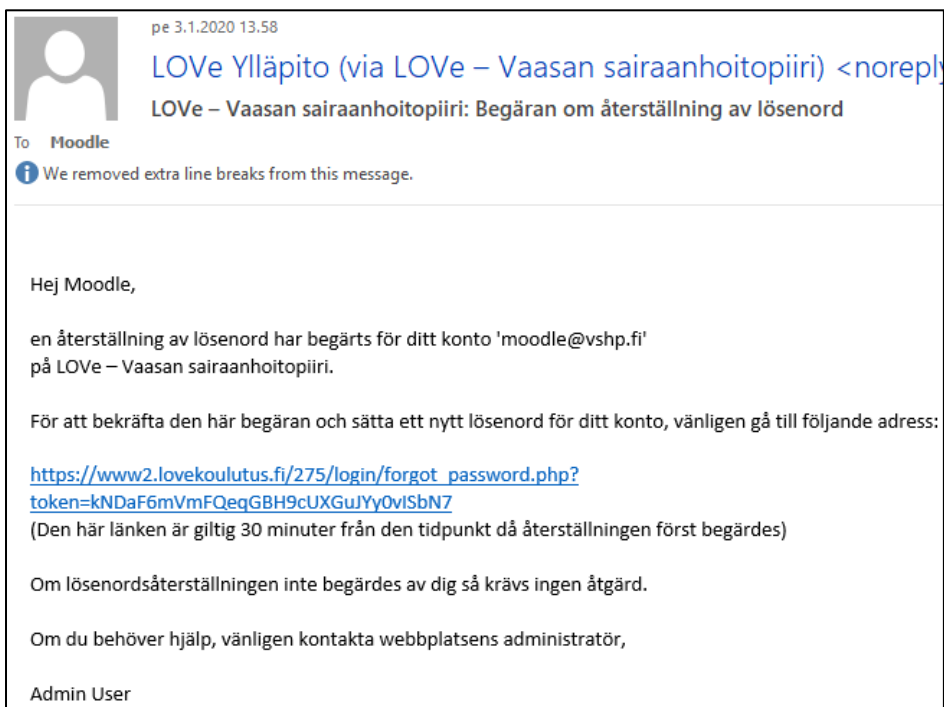 pe 3.1.2020 13.58
LOVe Ylläpito (via LOVe – Vaasan sairaanhoitopiiri) <noreply
LOVe – Vaasan sairaanhoitopiiri: Begäran om återställning av lösenord
To Moodle
We removed extra line breaks from this message.
Hej Moodle,
en återställning av lösenord har begärts för ditt konto 'moodle@vshp.fi'
på LOVe – Vaasan sairaanhoitopiiri.
För att bekräfta den här begäran och sätta ett nytt lösenord för ditt konto, vänligen gå till följande adress:
https://www2.lovekoulutus.fi/275/login/forgot_password.php?
token=kNDaF6mVmFQeqGBH9cUXGuJYy0vISbN7
(Den här länken är giltig 30 minuter från den tidpunkt då återställningen först begärdes)
Om lösenordsåterställningen inte begärdes av dig så krävs ingen åtgärd.
Om du behöver hjälp, vänligen kontakta webbplatsens administratör,
Admin User